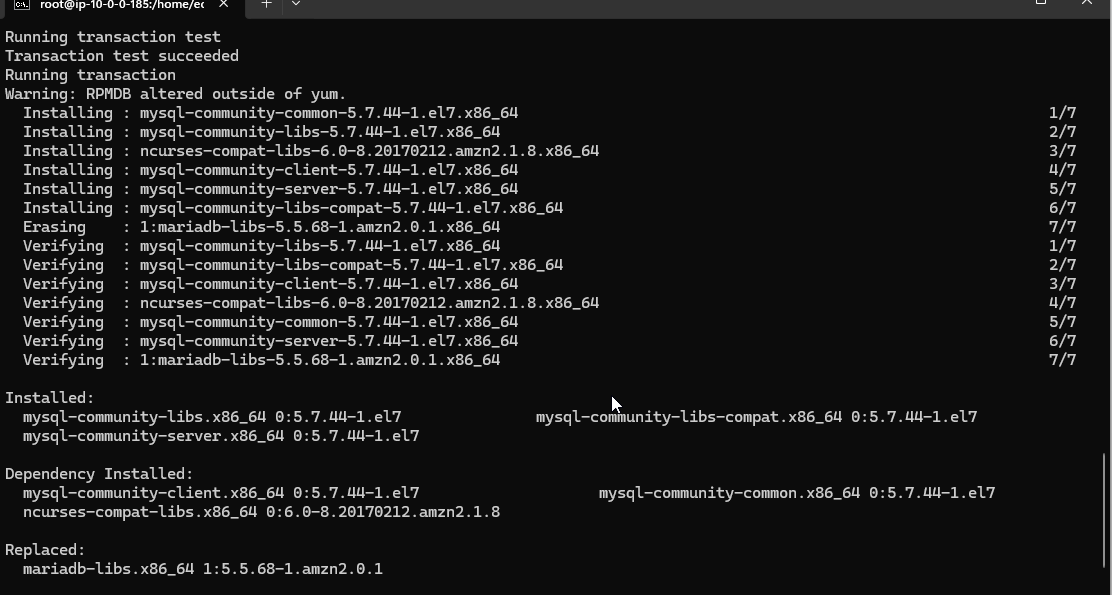 root@ip-10-0-0-185:/home/ec
Running transaction test
Transaction test succeeded
Running transaction
Warning: RPMDB altered outside of yum.
  Installing : mysql-community-common-5.7.44-1.el7.x86_64 1/7
  Installing : mysql-community-libs-5.7.44-1.el7.x86_64 2/7
  Installing : ncurses-compat-libs-6.0-8.20170212.amzn2.1.8.x86_64 3/7
  Installing : mysql-community-client-5.7.44-1.el7.x86_64 4/7
  Installing : mysql-community-server-5.7.44-1.el7.x86_64 5/7
  Installing : mysql-community-libs-compat-5.7.44-1.el7.x86_64 6/7
  Erasing    : 1:mariadb-libs-5.5.68-1.amzn2.0.1.x86_64 7/7
  Verifying  : mysql-community-libs-5.7.44-1.el7.x86_64 1/7
  Verifying  : mysql-community-libs-compat-5.7.44-1.el7.x86_64 2/7
  Verifying  : mysql-community-client-5.7.44-1.el7.x86_64 3/7
  Verifying  : ncurses-compat-libs-6.0-8.20170212.amzn2.1.8.x86_64 4/7
  Verifying  : mysql-community-common-5.7.44-1.el7.x86_64 5/7
  Verifying  : mysql-community-server-5.7.44-1.el7.x86_64 6/7
  Verifying  : 1:mariadb-libs-5.5.68-1.amzn2.0.1.x86_64 7/7
Installed:
  mysql-community-libs.x86_64 0:5.7.44-1.el7 mysql-community-libs-compat.x86_64 0:5.7.44-1.el7
  mysql-community-server.x86_64 0:5.7.44-1.el7
Dependency Installed:
  mysql-community-client.x86_64 0:5.7.44-1.el7 mysql-community-common.x86_64 0:5.7.44-1.el7
  ncurses-compat-libs.x86_64 0:6.0-8.20170212.amzn2.1.8
Replaced:
  mariadb-libs.x86_64 1:5.5.68-1.amzn2.0.1